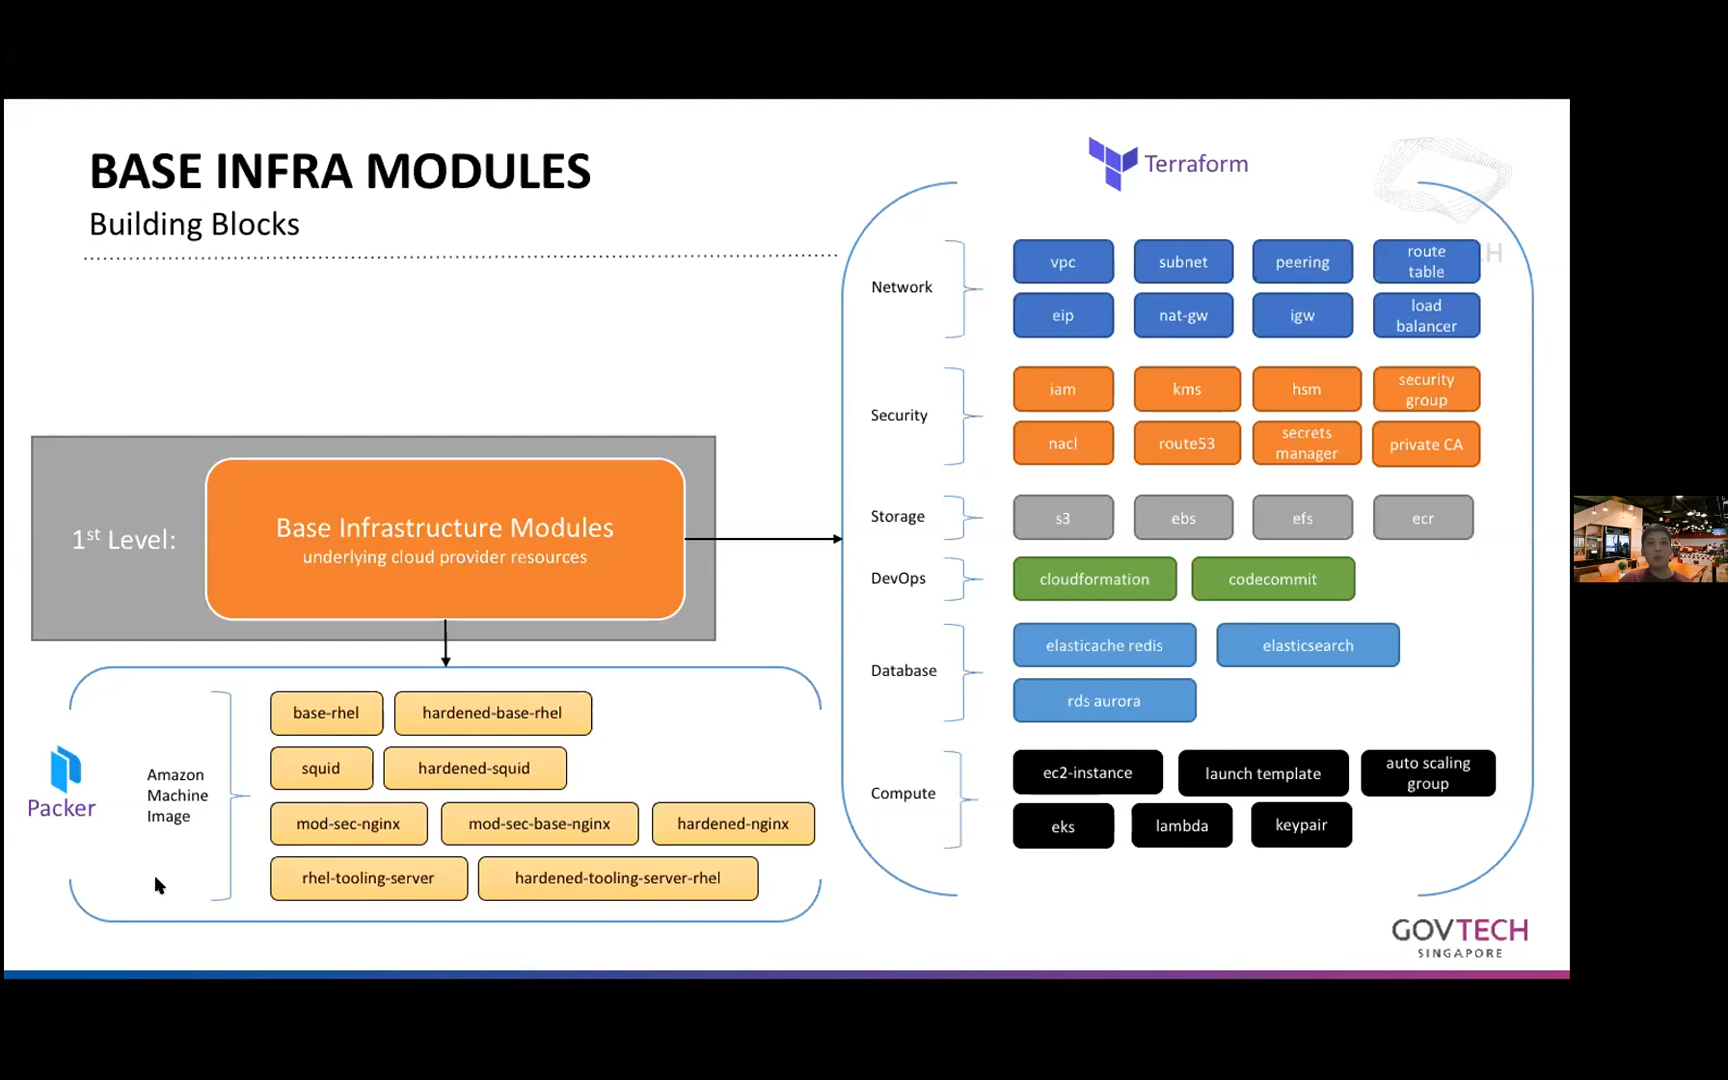 BASE INFRA MODULES
Building Blocks
1st Level:
Base Infrastructure Modules
underlying cloud provider resources
Packer
Amazon
Machine
Image
base-rhel
hardened-base-rhel
squid
hardened-squid
mod-sec-nginx
mod-sec-base-nginx
hardened-nginx
rhel-tooling-server
hardened-tooling-server-rhel
Terraform
Network
vpc
subnet
peering
route
table
eip
nat-gw
igw
load
balancer
Security
iam
kms
hsm
security
group
nacl
route53
secrets
manager
private CA
Storage
s3
ebs
efs
ecr
DevOps
cloudformation
codecommit
Database
elasticache redis
elasticsearch
rds aurora
Compute
ec2-instance
launch template
auto scaling
group
eks
lambda
keypair
GOVTECH
SINGAPORE